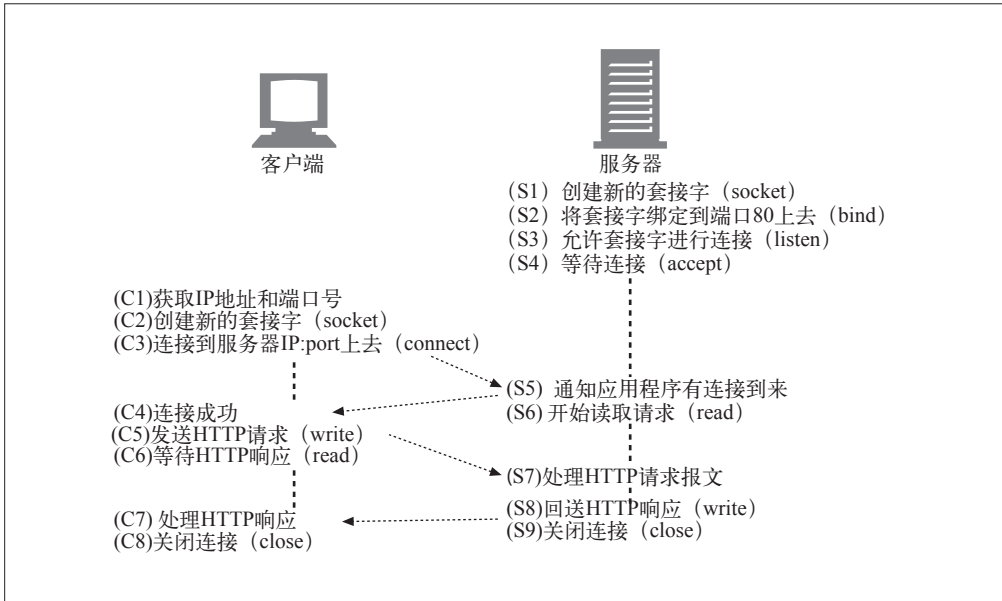 客户端
服务器
（S1）创建新的套接字（socket）
（S2）将套接字绑定到端口80上去（bind）
（S3）允许套接字进行连接（listen）
（S4）等待连接（accept）
(C1)获取IP地址和端口号
(C2)创建新的套接字（socket）
(C3)连接到服务器IP:port上去（connect）
(S5) 通知应用程序有连接到来
(S6) 开始读取请求（read）
(C4)连接成功
(C5)发送HTTP请求（write）
(C6)等待HTTP响应（read）
(S7)处理HTTP请求报文
(S8)回送HTTP响应（write）
(S9)关闭连接（close）
(C7) 处理HTTP响应
(C8)关闭连接（close）